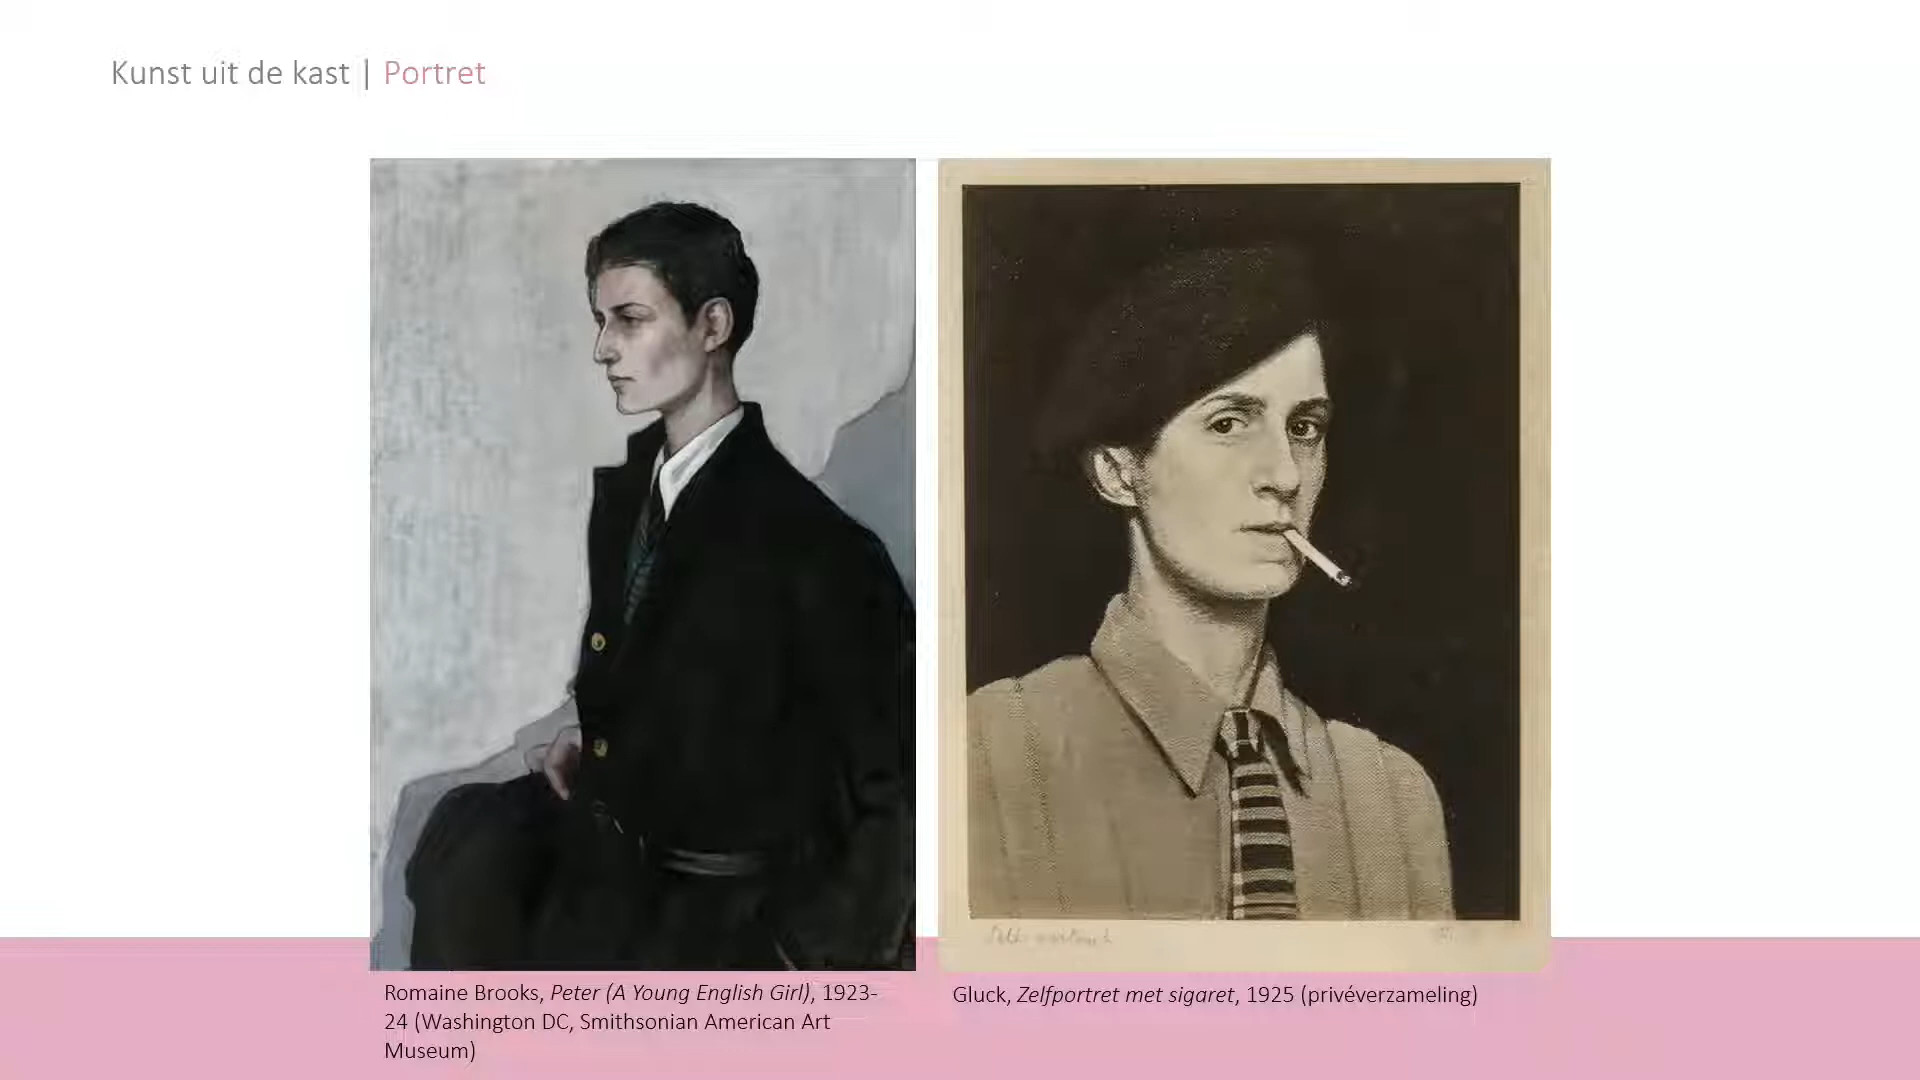 Kunst uit de kast | Portret
Romaine Brooks, Peter (A Young English Girl), 1923-
24 (Washington DC, Smithsonian American Art
Museum)
Gluck, Zelfportret met sigaret, 1925 (privéverzameling)